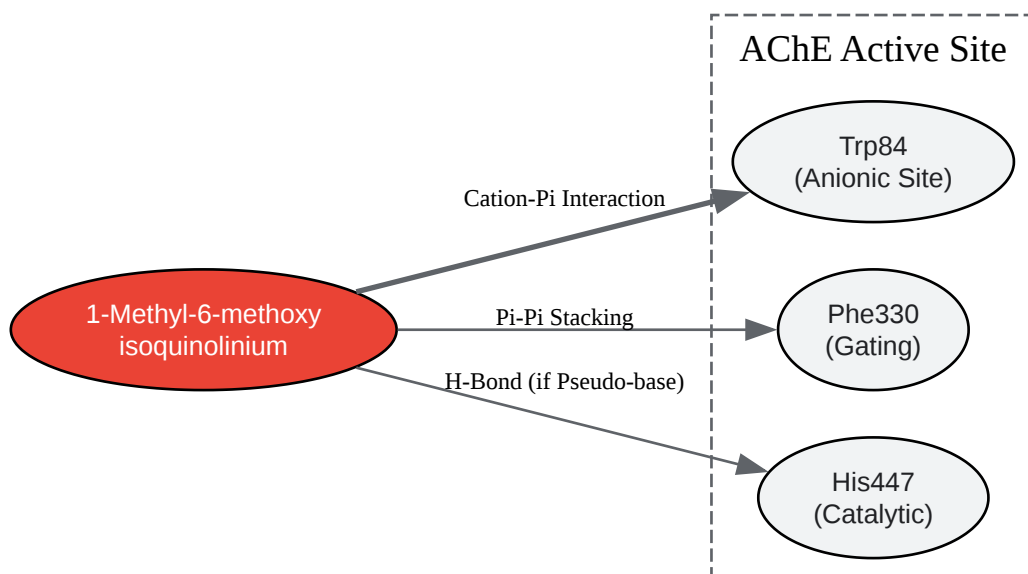 AChE Active Site
Trp84
(Anionic Site)
Cation-Pi Interaction
1-Methyl-6-methoxy
isoquinolinium
Pi-Pi Stacking
Phe330
(Gating)
H-Bond (if Pseudo-base)
His447
(Catalytic)